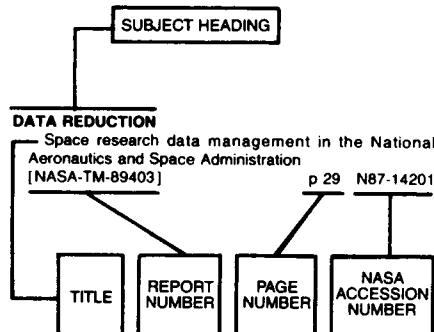 SUBJECT HEADING
DATA REDUCTION
Space research data management in the National
Aeronautics and Space Administration
[NASA-TM-89403] p 29 N87-14201
TITLE
REPORT
NUMBER
PAGE
NUMBER
NASA
ACCESSION
NUMBER